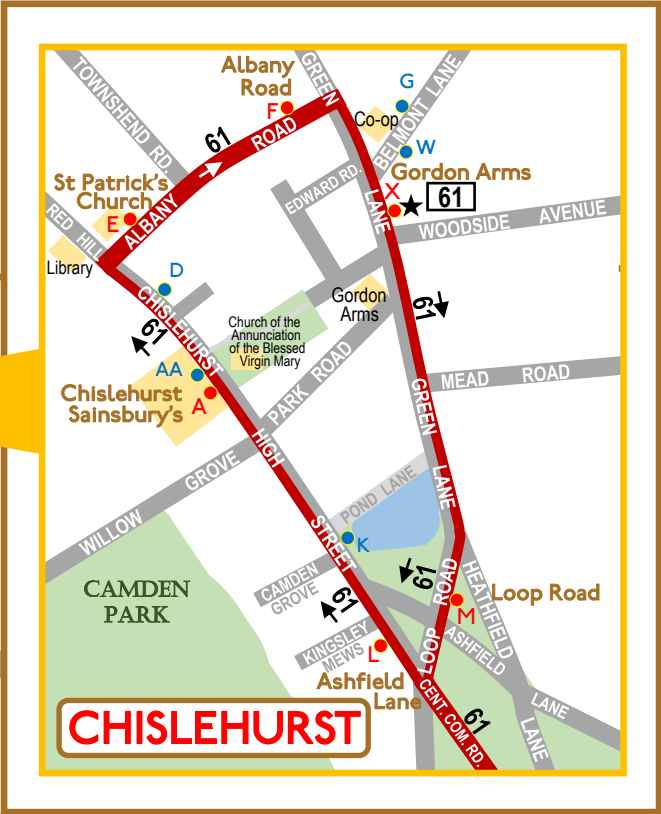 TOWNSHEND RD.
GREEN
BELMONT LANE
Albany
Road
F
G
Co-op
W
61
ROAD
Gordon Arms
X
61
St Patrick's
Church
E
ALBANY
EDWARD RD.
LANE
WOODSIDE AVENUE
RED HILL
Library
D
CHISLEHURST
61
Church of the
Annunciation
of the Blessed
Virgin Mary
Gordon
Arms
61
AA
Chislehurst
Sainsbury's
A
PARK ROAD
GREEN
MEAD ROAD
HIGH
WILLOW GROVE
LANE
POND LANE
STREET
K
CAMDEN
PARK
CAMDEN
GROVE
61
61
ROAD
HEATHFIELD
Loop Road
M
KINGSLEY
MEWS
L
LOOP
ASHFIELD
LANE
Ashfield
Lane
CENT. COM. RD.
61
LANE
CHISLEHURST